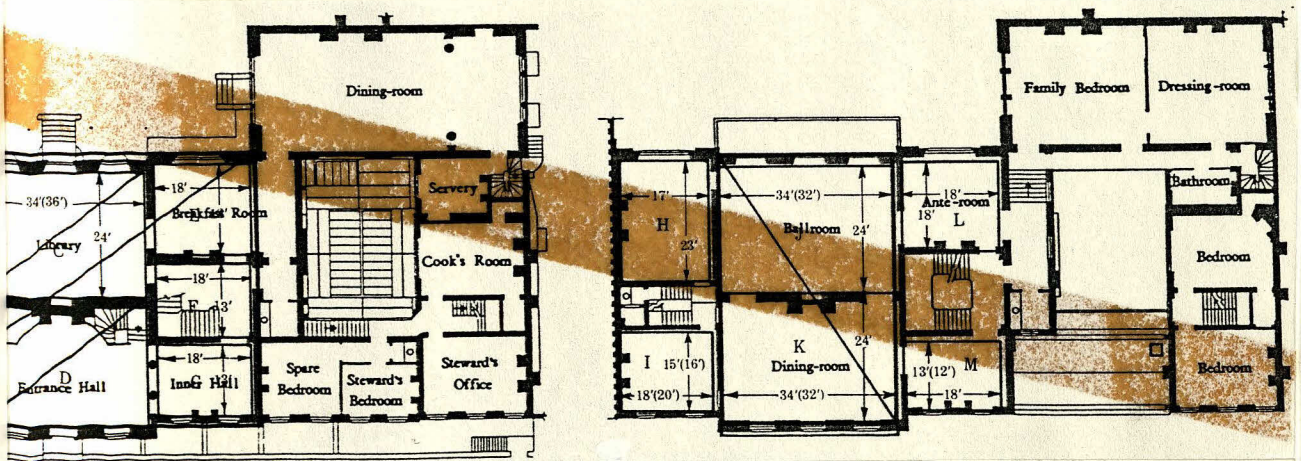 Dining-room
18'
34'(36')
Breakfast Room
24'
Library
C
Servery
Cook's Room
18'
F
13'
18'
D
Entrance Hall
Inner Hall
G
Spare
Bedroom
Steward's
Bedroom
Steward's
Office
Family Bedroom
Dressing-room
17'
H
23'
34'(32')
Ballroom
J
24'
18'
Ante-room
18'
L
Bathroom
Bedroom
I
15'(16')
18'(20')
K
Dining-room
24'
34'(32')
13'(12')
M
18'
Bedroom